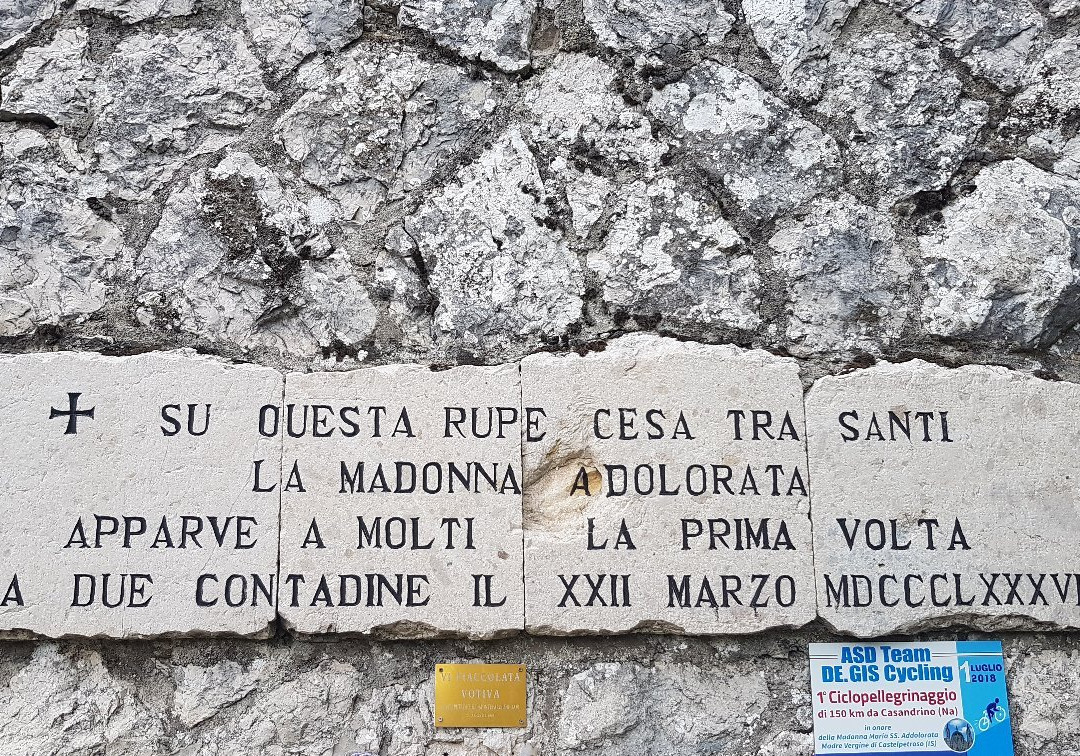 ✝ SU QUESTA RUPE CESA TRA SANTI
LA MADONNA ADOLORATA
APPARVE A MOLTI LA PRIMA VOLTA
A DUE CONTADINE IL XXII MARZO MDCCCLXXXVI
VI FIACCOLATA
VOTIVA
ASD Team
DE.GIS Cycling
1 LUGLIO
2018
1° Ciclopellegrinaggio
di 150 km da Casandrino (Na)
in onore
della Madonna Maria SS. Addolorata
Madre Vergine di Castelpetroso (IS)